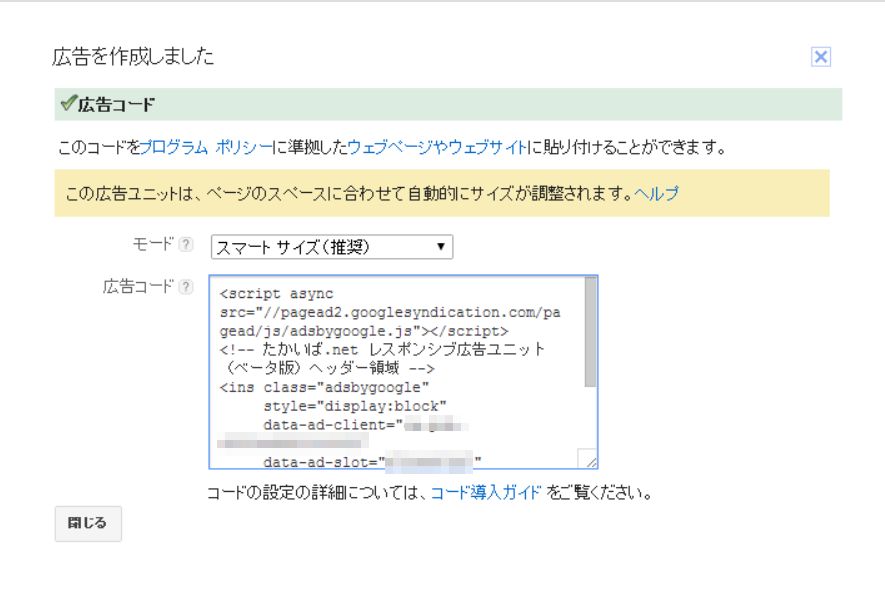 広告を作成しました
広告コード
このコードをプログラム ポリシーに準拠したウェブページやウェブサイトに貼り付けることができます。
この広告ユニットは、ページのスペースに合わせて自動的にサイズが調整されます。ヘルプ
モード ? スマート サイズ(推奨)
広告コード ?
<script async
src="//pagead2.googlesyndication.com/pa
gead/js/adsbygoogle.js"></script>
<!-- たかいば.net レスポンシブ広告ユニット
(ベータ版) ヘッダー領域 -->
<ins class="adsbygoogle"
style="display:block"
data-ad-client="
data-ad-slot=" "
コードの設定の詳細については、コード導入ガイド をご覧ください。
閉じる